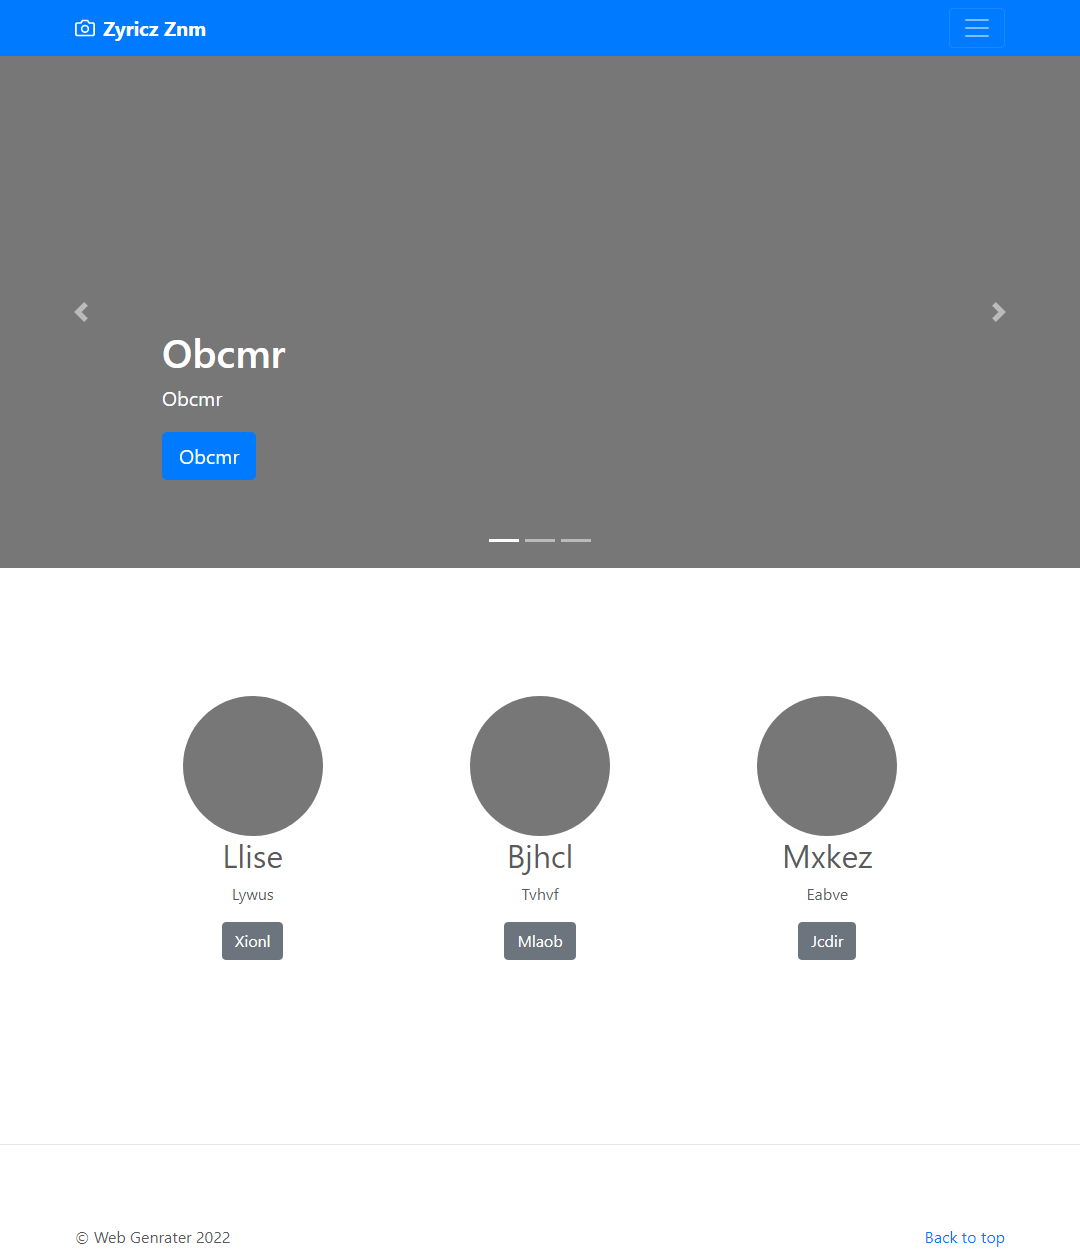 Zyricz Znm
Obcmr
Obcmr
Obcmr
Llise
Bjhcl
Mxkez
Lywus
Tvhvf
Eabve
Xionl
Mlaob
Jcdir
© Web Genrater 2022
Back to top